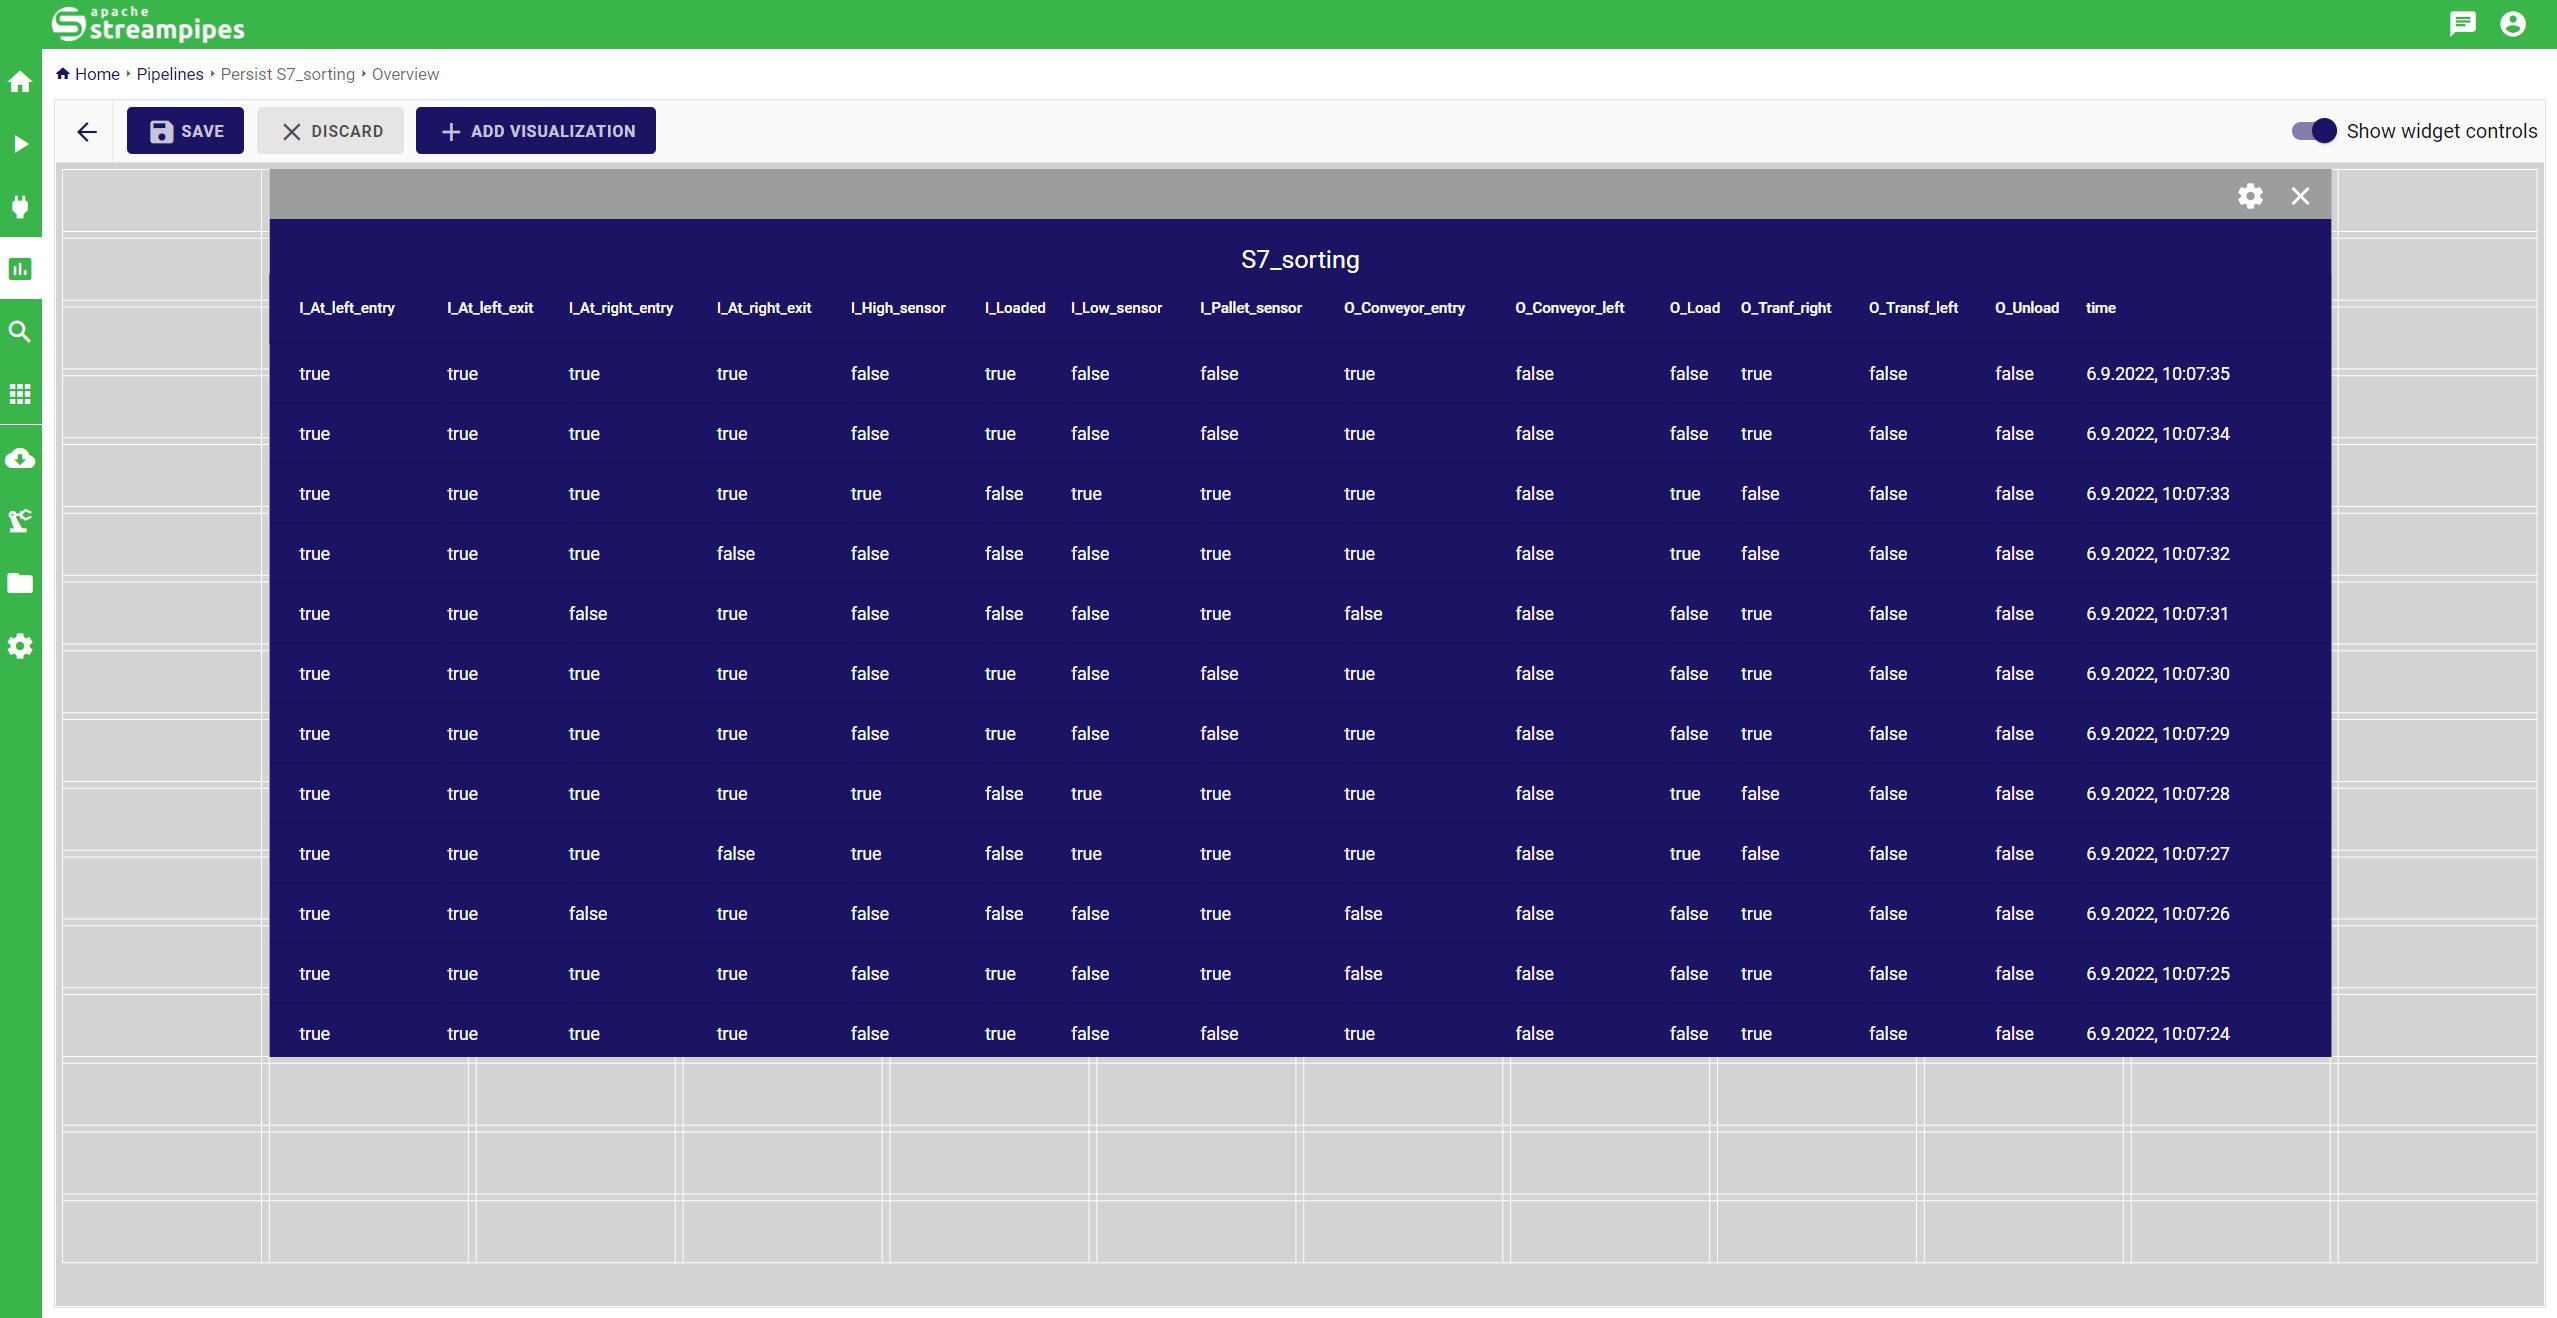 apache
streampipes
Home Pipelines Persist S7_sorting Overview
SAVE DISCARD ADD VISUALIZATION Show widget controls
S7_sorting
I_At_left_entry I_At_left_exit I_At_right_entry I_At_right_exit I_High_sensor I_Loaded I_Low_sensor I_Pallet_sensor O_Conveyor_entry O_Conveyor_left O_Load O_Tranf_right O_Transf_left O_Unload time
true true true true false true false false true false false true false false 6.9.2022, 10:07:35
true true true true false true false false true false false true false false 6.9.2022, 10:07:34
true true true true true false true true true false true false false false 6.9.2022, 10:07:33
true true true false false false false true true false true false false false 6.9.2022, 10:07:32
true true false true false false false true false false false true false false 6.9.2022, 10:07:31
true true true true false true false false true false false true false false 6.9.2022, 10:07:30
true true true true false true false false true false false true false false 6.9.2022, 10:07:29
true true true true true false true true true false true false false false 6.9.2022, 10:07:28
true true true false true false true true true false true false false false 6.9.2022, 10:07:27
true true false true false false false true false false false true false false 6.9.2022, 10:07:26
true true true true false true false true false false false true false false 6.9.2022, 10:07:25
true true true true false true false false true false false true false false 6.9.2022, 10:07:24